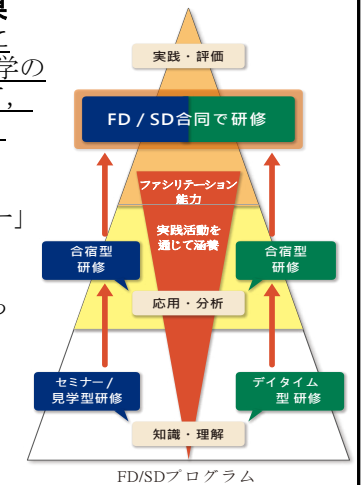 学の
一」
実践・評価
FD / SD合同で研修
ファシリテーション
能力
実践活動を
通じて涵養
合宿型
研修
合宿型
研修
応用・分析
セミナー /
見学型研修
デイタイム
型 研修
知識・理解
FD/SDプログラム